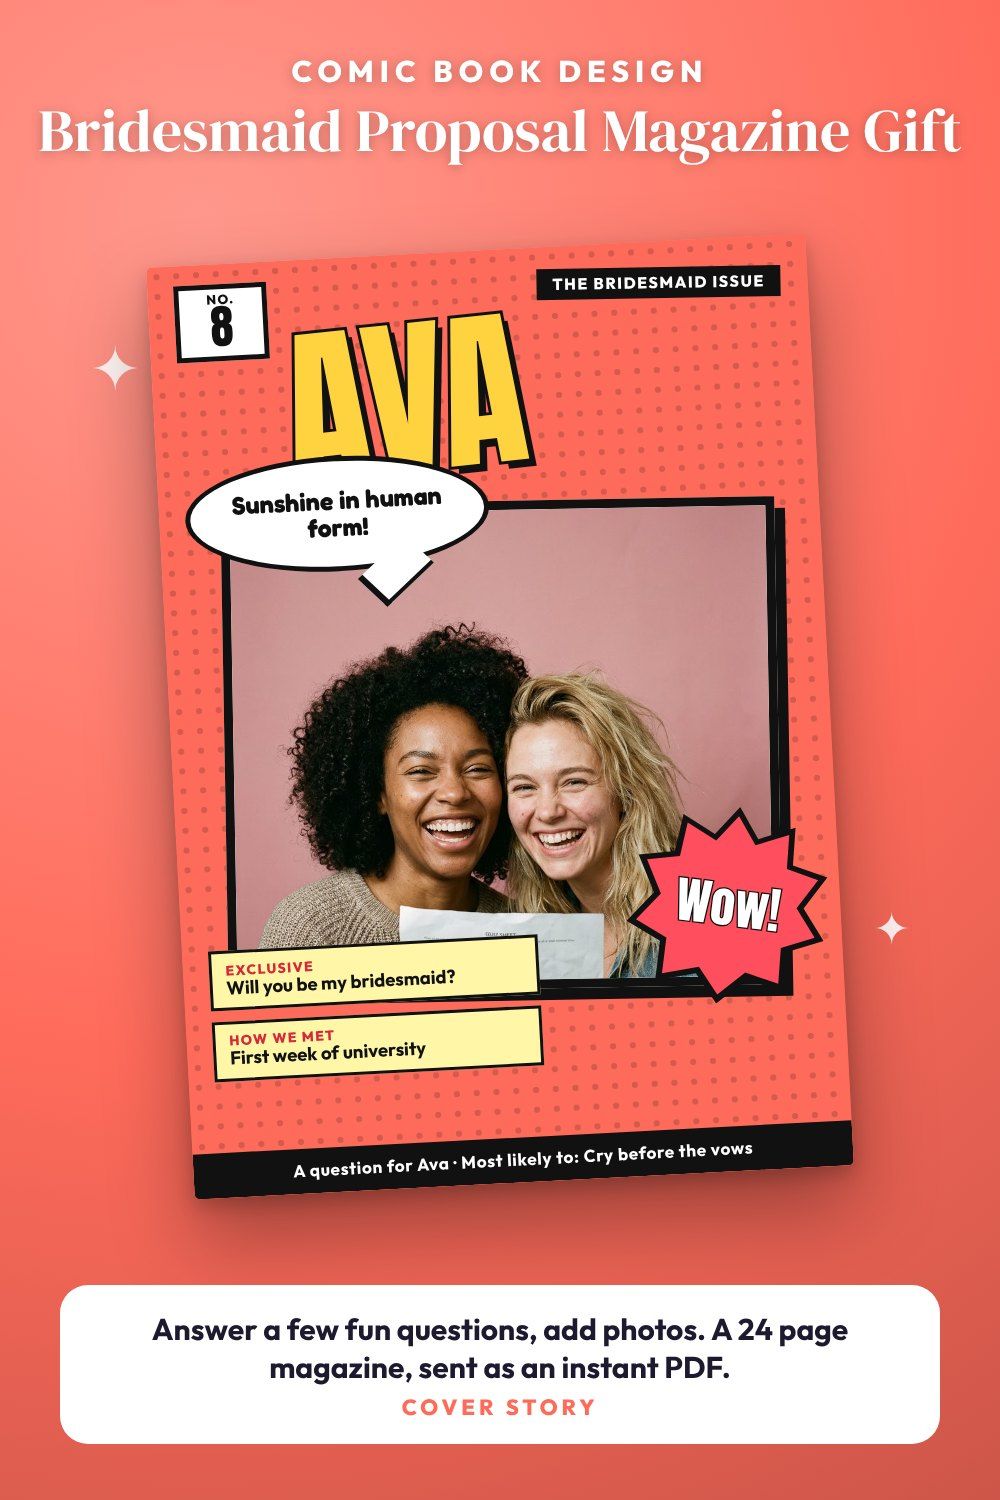 COMIC BOOK DESIGN
Bridesmaid Proposal Magazine Gift
NO.
8
THE BRIDESMAID ISSUE
AVA
Sunshine in human
form!
Wow!
EXCLUSIVE
Will you be my bridesmaid?
HOW WE MET
First week of university
A question for Ava · Most likely to: Cry before the vows
Answer a few fun questions, add photos. A 24 page
magazine, sent as an instant PDF.
COVER STORY